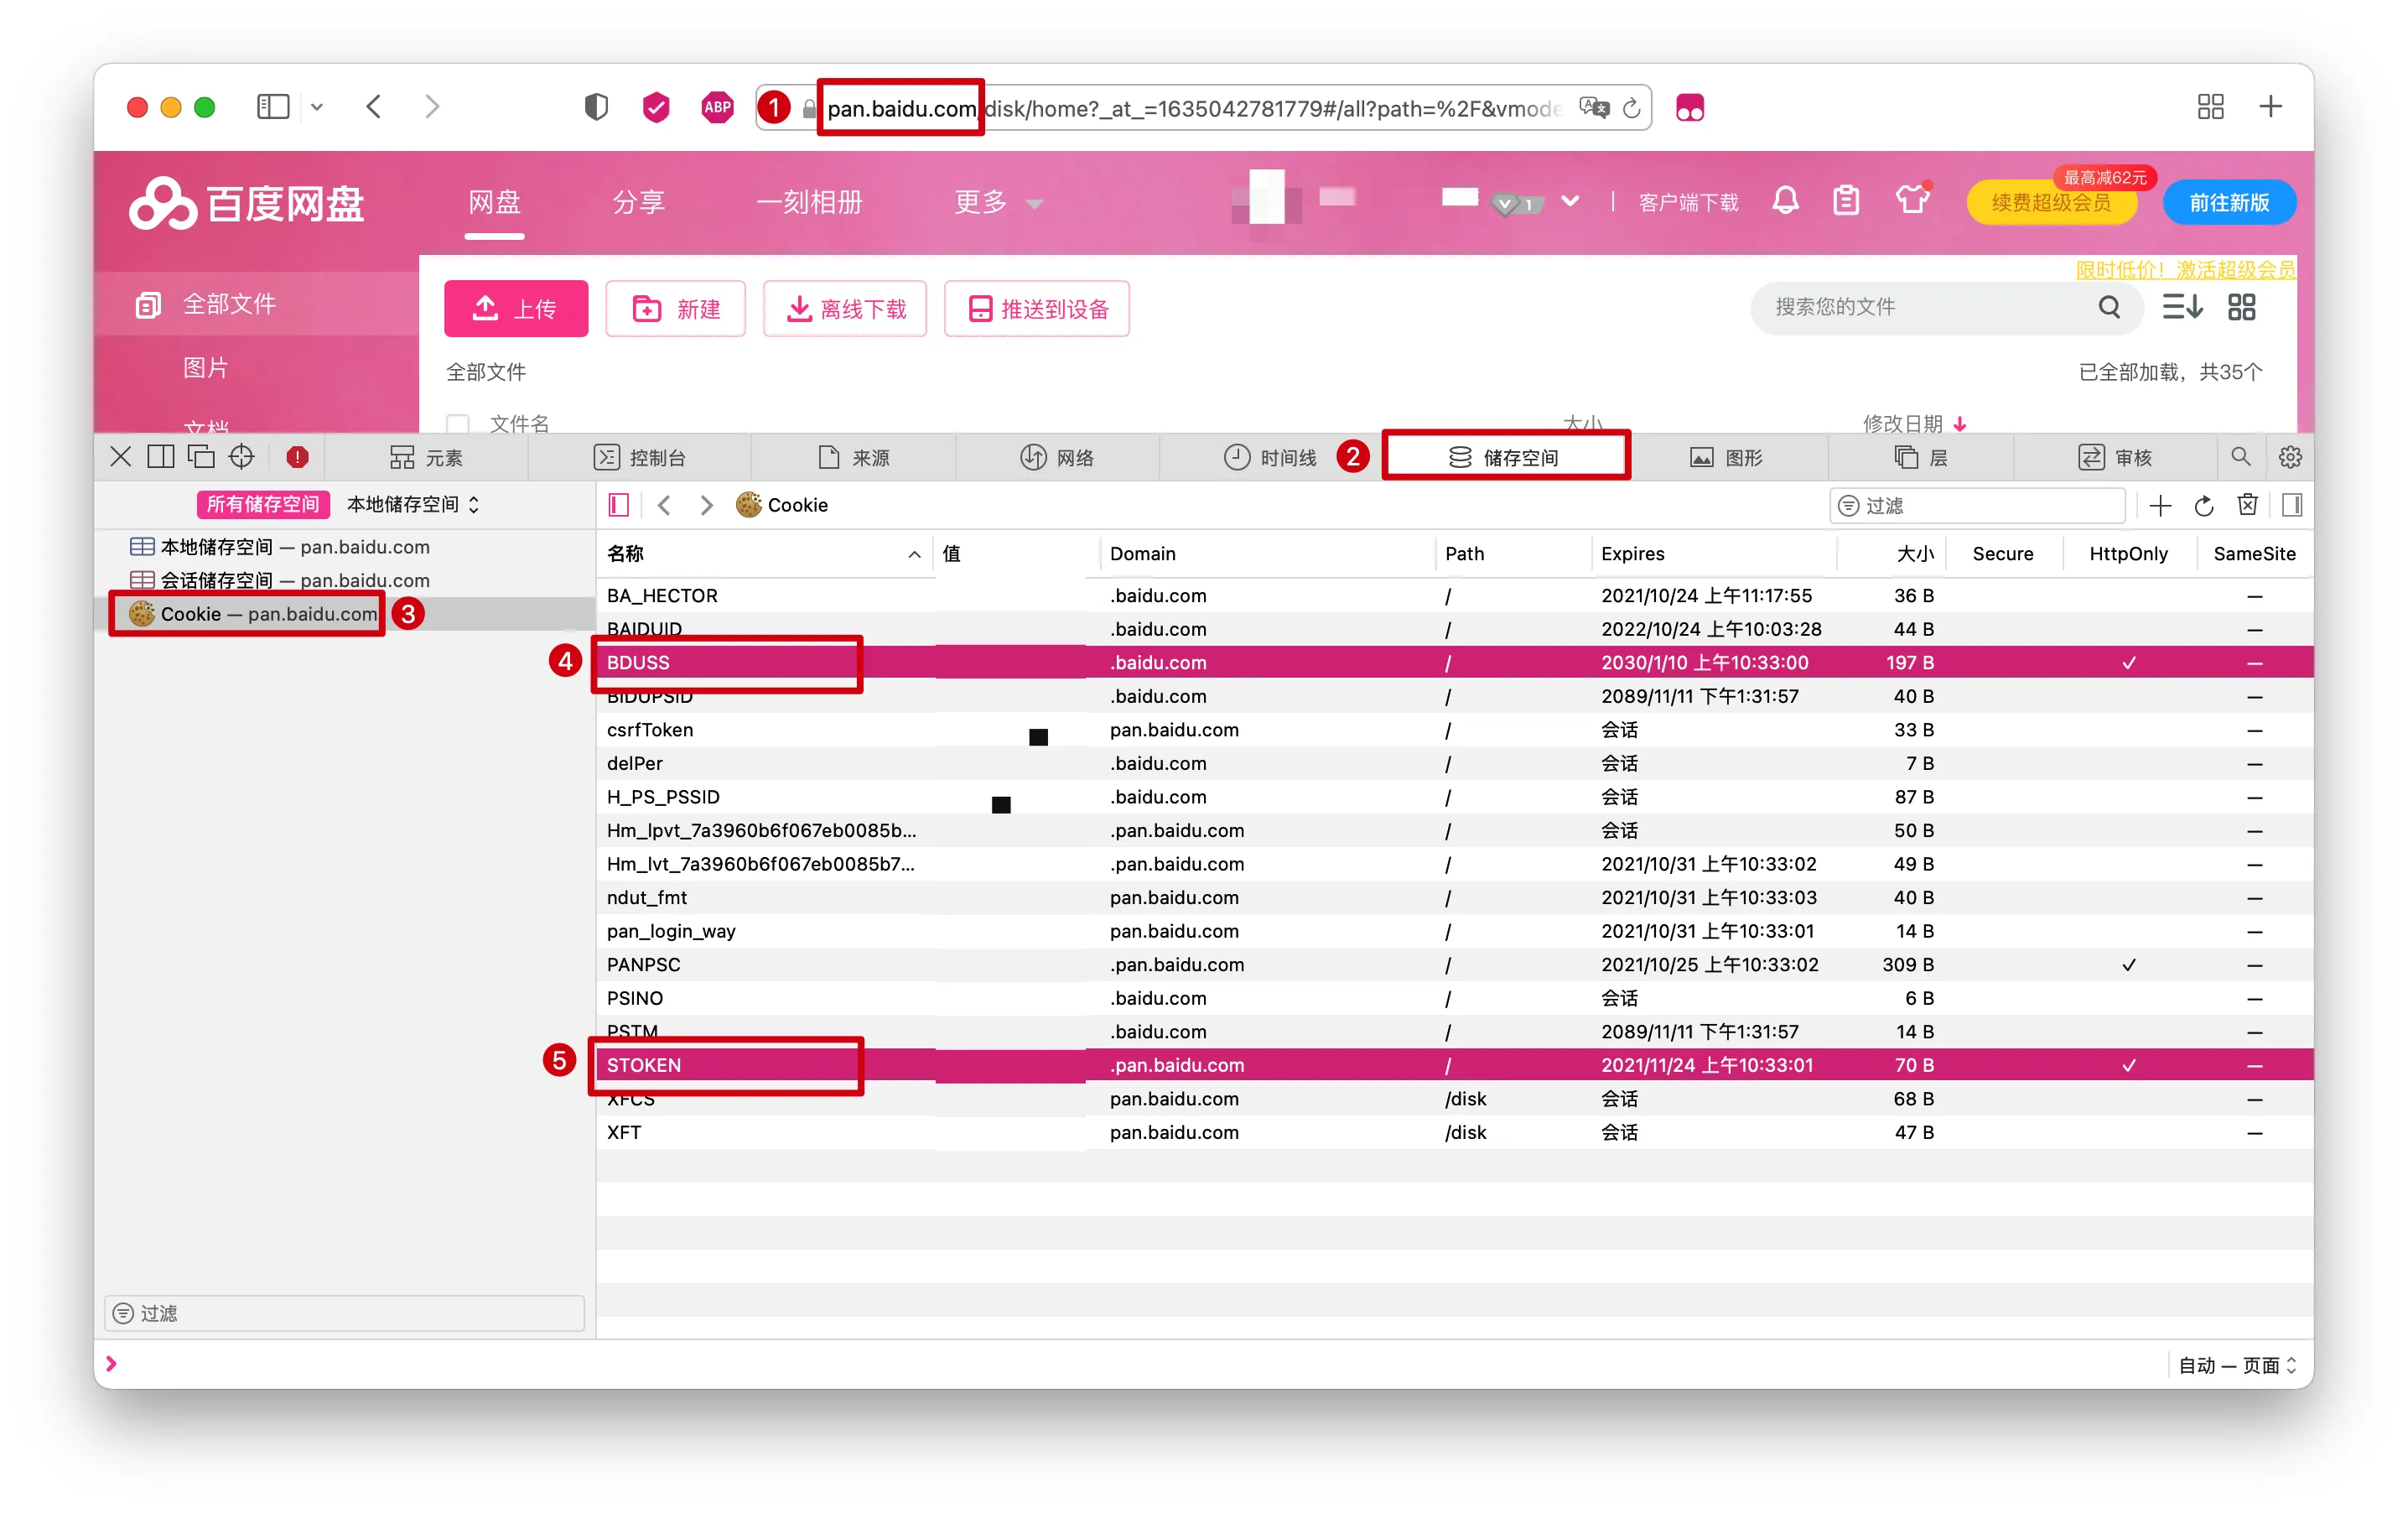 ABP
1
pan.baidu.com/disk/home?_at_=1635042781779#/all?path=%2F&vmode
百度网盘
网盘
分享
一刻相册
更多
1
客户端下载
最高减62元
续费超级会员
前往新版
限时低价！激活超级会员
全部文件
上传
新建
离线下载
推送到设备
搜索您的文件
图片
全部文件
已全部加载，共35个
文档
文件名
大小
修改日期
元素
控制台
来源
网络
时间线
2
储存空间
图形
层
审核
所有储存空间
本地储存空间
Cookie
过滤
本地储存空间 — pan.baidu.com
会话储存空间 — pan.baidu.com
Cookie — pan.baidu.com
3
名称 值 Domain Path Expires 大小 Secure HttpOnly SameSite
BA_HECTOR .baidu.com / 2021/10/24 上午11:17:55 36 B —
BAIDUID .baidu.com / 2022/10/24 上午10:03:28 44 B —
4
BDUSS .baidu.com / 2030/1/10 上午10:33:00 197 B ✓ —
BIDUPSID .baidu.com / 2089/11/11 下午1:31:57 40 B —
csrfToken pan.baidu.com / 会话 33 B —
delPer .baidu.com / 会话 7 B —
H_PS_PSSID .baidu.com / 会话 87 B —
Hm_lpvt_7a3960b6f067eb0085b... .pan.baidu.com / 会话 50 B —
Hm_lvt_7a3960b6f067eb0085b7... .pan.baidu.com / 2021/10/31 上午10:33:02 49 B —
ndut_fmt pan.baidu.com / 2021/10/31 上午10:33:03 40 B —
pan_login_way pan.baidu.com / 2021/10/31 上午10:33:01 14 B —
PANPSC .pan.baidu.com / 2021/10/25 上午10:33:02 309 B ✓ —
PSINO .baidu.com / 会话 6 B —
PSTM .baidu.com / 2089/11/11 下午1:31:57 14 B —
5
STOKEN .pan.baidu.com / 2021/11/24 上午10:33:01 70 B ✓ —
XFCS pan.baidu.com /disk 会话 68 B —
XFT pan.baidu.com /disk 会话 47 B —
过滤
自动 — 页面